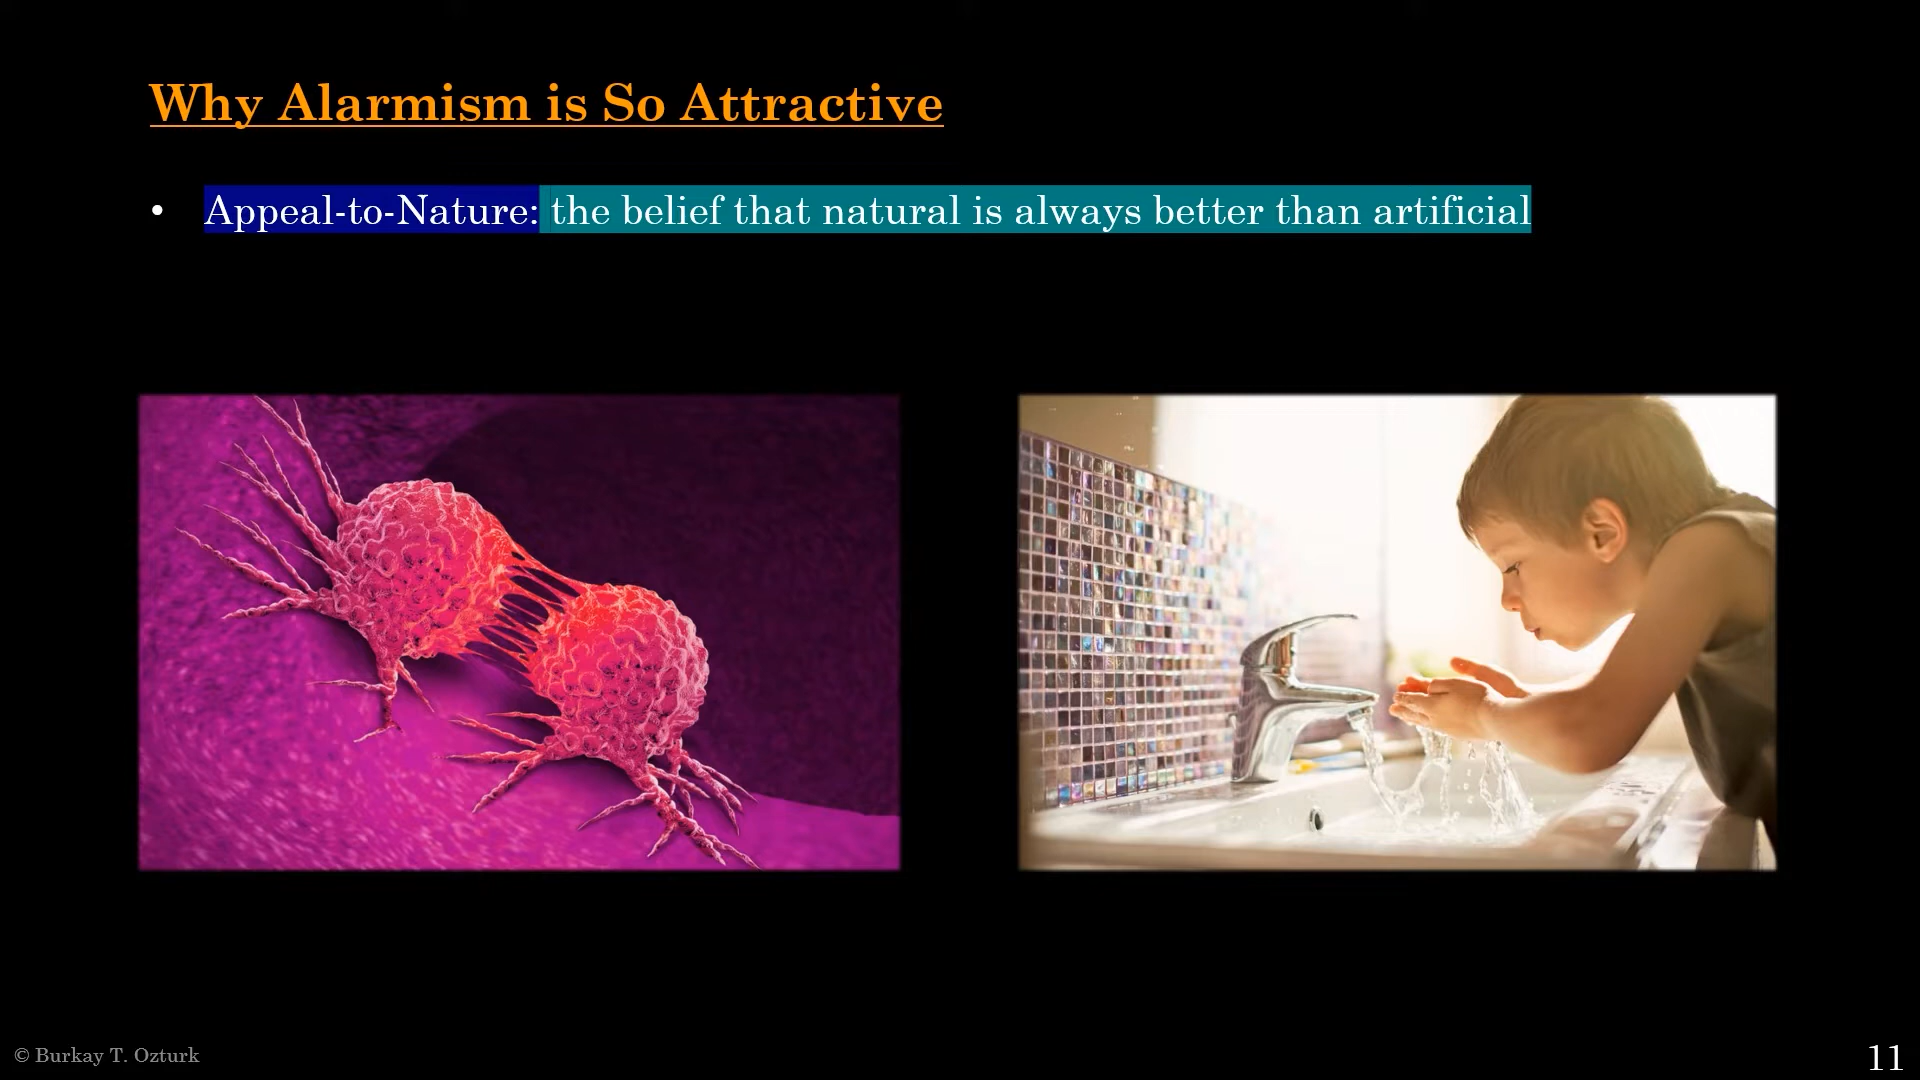 Why Alarmism is So Attractive
• Appeal-to-Nature: the belief that natural is always better than artificial
© Burkay T. Ozturk
11